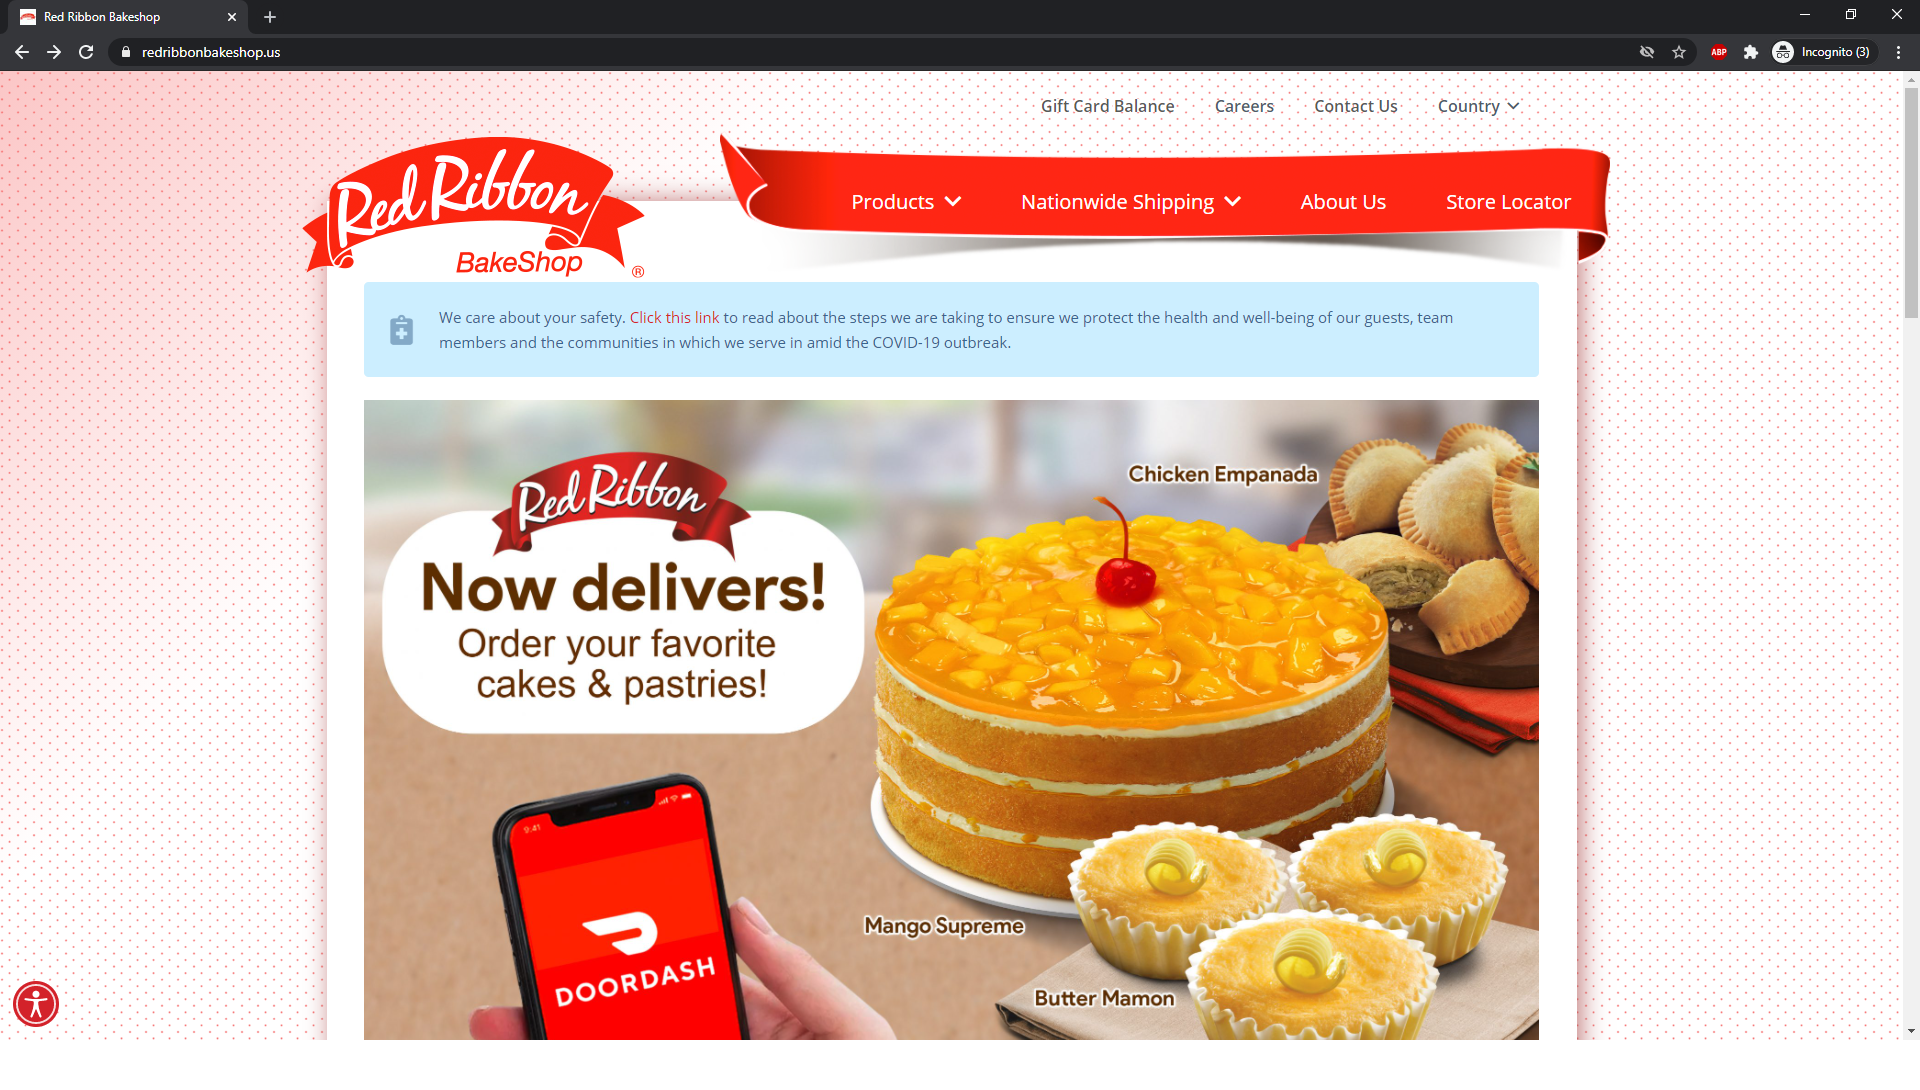 Red Ribbon Bakeshop
redribbonbakeshop.us
ABP
Incognito (3)
Gift Card Balance
Careers
Contact Us
Country
Red Ribbon
BakeShop
®
Products
Nationwide Shipping
About Us
Store Locator
We care about your safety. Click this link to read about the steps we are taking to ensure we protect the health and well-being of our guests, team
members and the communities in which we serve in amid the COVID-19 outbreak.
Red Ribbon
Now delivers!
Order your favorite
cakes & pastries!
Chicken Empanada
9:41
DOORDASH
Mango Supreme
Butter Mamon